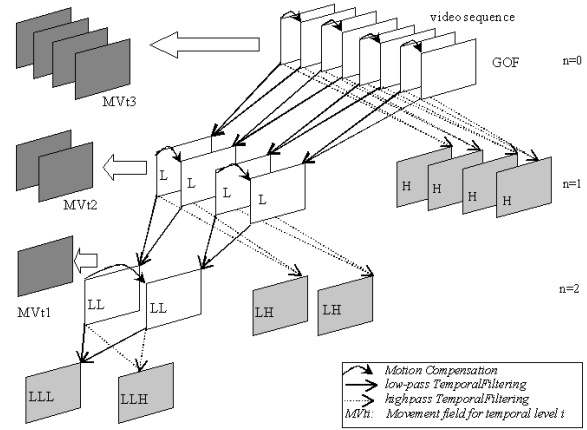 video sequence
GOF
n=0
MVt3
MVt2
L
L
L
L
H
H
H
H
n=1
MVt1
LL
LL
LH
LH
n=2
LLL
LLH
Motion Compensation
low-pass TemporalFiltering
highpass TemporalFiltering
MVti: Movement field for temporal level i